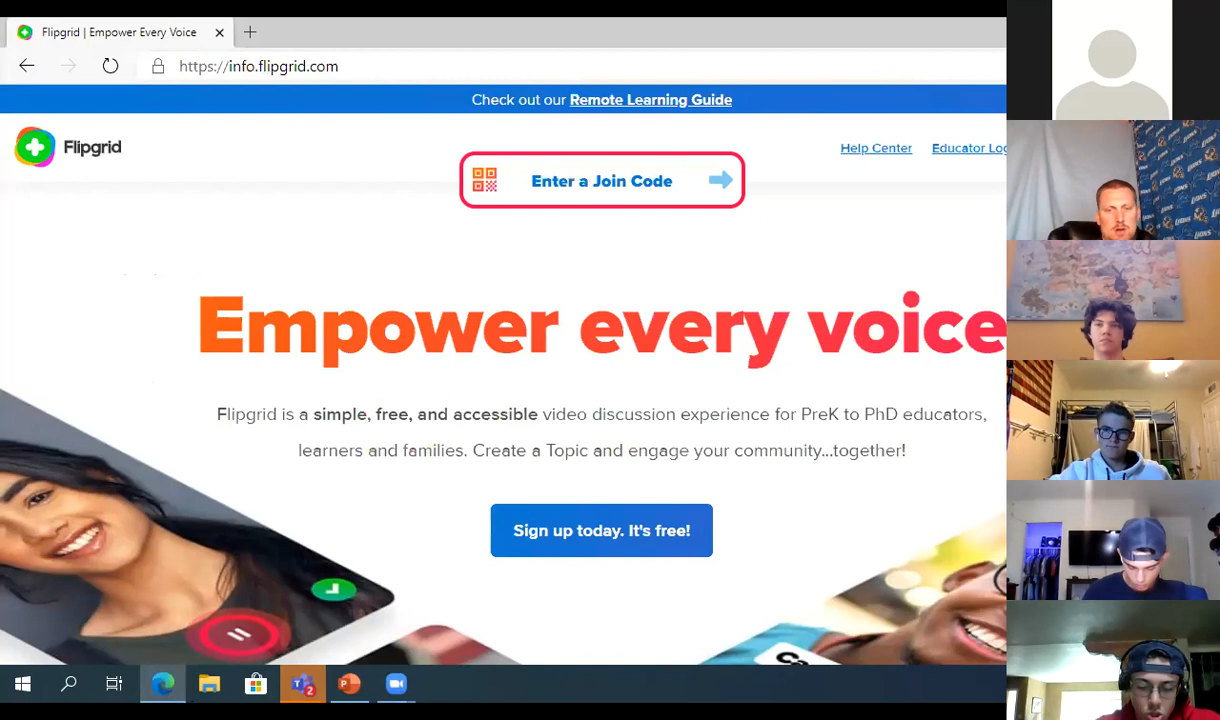 Flipgrid | Empower Every Voice
https://info.flipgrid.com
Check out our Remote Learning Guide
Flipgrid
Enter a Join Code
Help Center
Educator Log
Empower every voice
Flipgrid is a simple, free, and accessible video discussion experience for PreK to PhD educators,
learners and families. Create a Topic and engage your community...together!
Sign up today. It's free!
LIONS